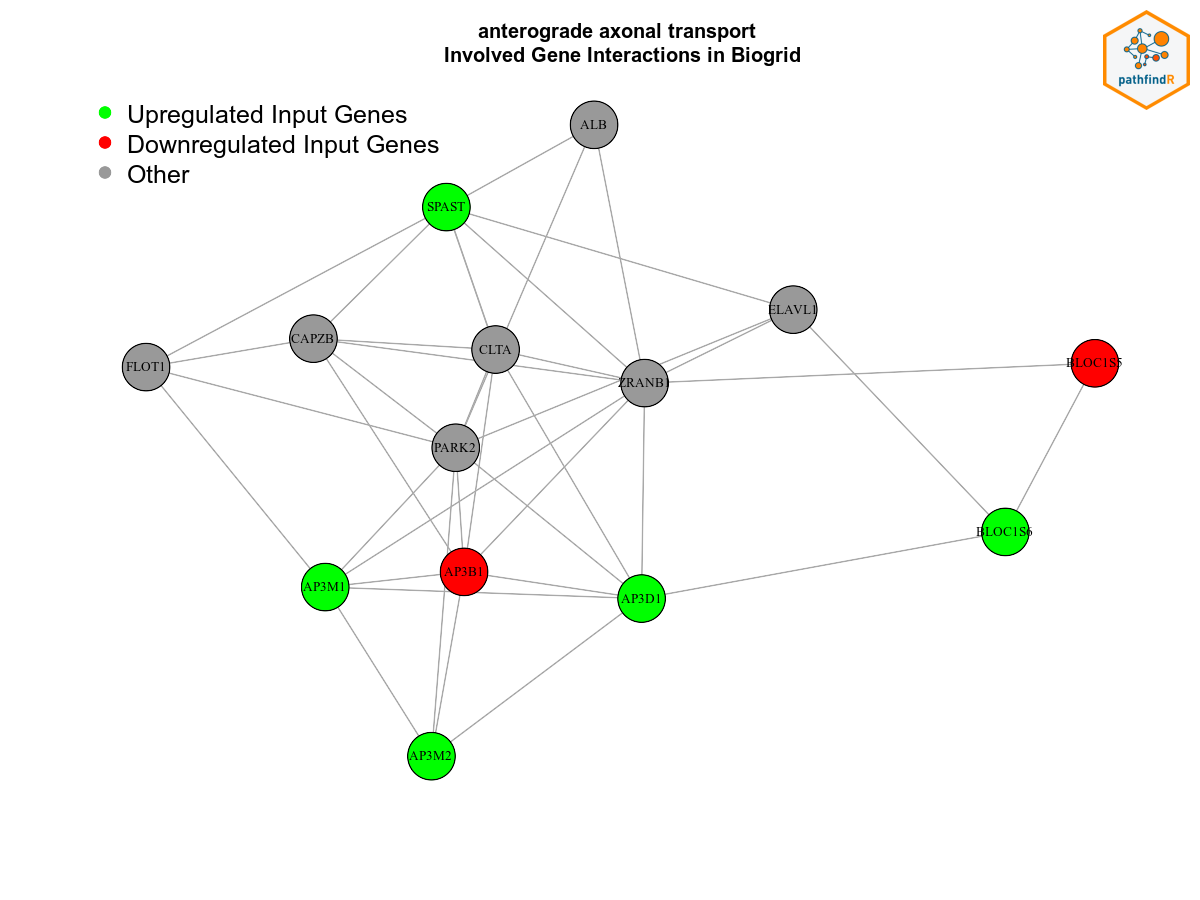 anterograde axonal transport
Involved Gene Interactions in Biogrid
pathfindR
Upregulated Input Genes
Downregulated Input Genes
Other
ALB
SPAST
ELAVL1
CAPZB
CLTA
FLOT1
BLOC1S5
ZRANB1
PARK2
BLOC1S6
AP3B1
AP3M1
AP3D1
AP3M2